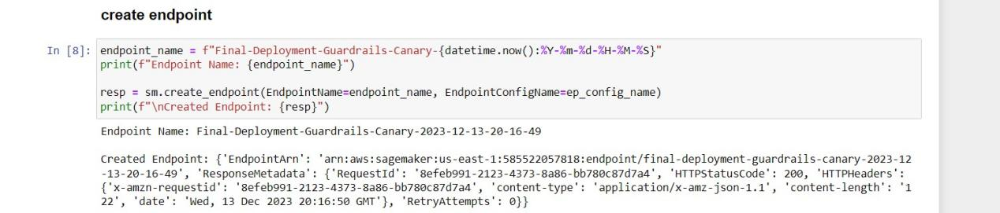 create endpoint
In [8]:
endpoint_name = f"Final-Deployment-Guardrails-Canary-{datetime.now():%Y-%m-%d-%H-%M-%S}"
print(f"Endpoint Name: {endpoint_name}")
resp = sm.create_endpoint(EndpointName=endpoint_name, EndpointConfigName=ep_config_name)
print(f"\nCreated Endpoint: {resp}")
Endpoint Name: Final-Deployment-Guardrails-Canary-2023-12-13-20-16-49
Created Endpoint: {'EndpointArn': 'arn:aws:sagemaker:us-east-1:585522057818:endpoint/final-deployment-guardrails-canary-2023-12
-13-20-16-49', 'ResponseMetadata': {'RequestId': '8efeb991-2123-4373-8a86-bb780c87d7a4', 'HTTPStatusCode': 200, 'HTTPHeaders':
{'x-amzn-requestid': '8efeb991-2123-4373-8a86-bb780c87d7a4', 'content-type': 'application/x-amz-json-1.1', 'content-length': '1
22', 'date': 'Wed, 13 Dec 2023 20:16:50 GMT'}, 'RetryAttempts': 0}}